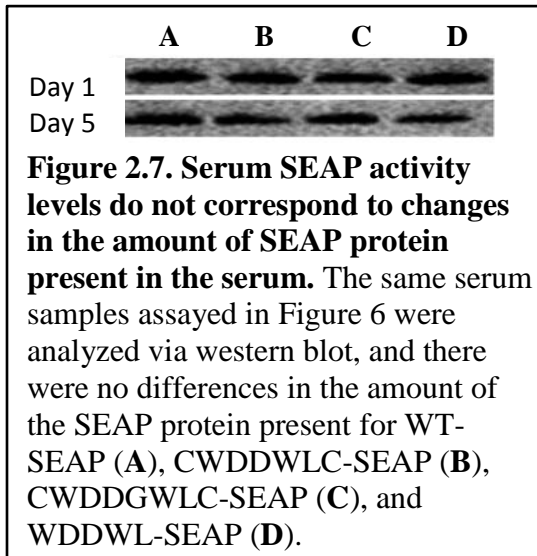 A B C D
Day 1
Day 5
Figure 2.7. Serum SEAP activity
levels do not correspond to changes
in the amount of SEAP protein
present in the serum. The same serum
samples assayed in Figure 6 were
analyzed via western blot, and there
were no differences in the amount of
the SEAP protein present for WT-
SEAP (A), CWDDWLC-SEAP (B),
CWDDGWLC-SEAP (C), and
WDDWL-SEAP (D).